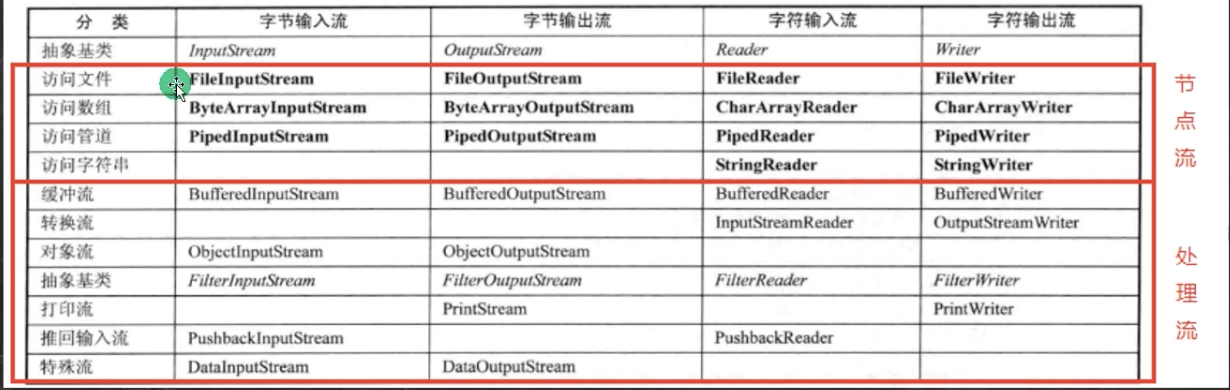 分 类 字节输入流 字节输出流 字符输入流 字符输出流
抽象基类 InputStream OutputStream Reader Writer
访问文件 FileInputStream FileOutputStream FileReader FileWriter
访问数组 ByteArrayInputStream ByteArrayOutputStream CharArrayReader CharArrayWriter
访问管道 PipedInputStream PipedOutputStream PipedReader PipedWriter
访问字符串 StringReader StringWriter
缓冲流 BufferedInputStream BufferedOutputStream BufferedReader BufferedWriter
转换流 InputStreamReader OutputStreamWriter
对象流 ObjectInputStream ObjectOutputStream
抽象基类 FilterInputStream FilterOutputStream FilterReader FilterWriter
打印流 PrintStream PrintWriter
推回输入流 PushbackInputStream PushbackReader
特殊流 DataInputStream DataOutputStream
节点流
处理流